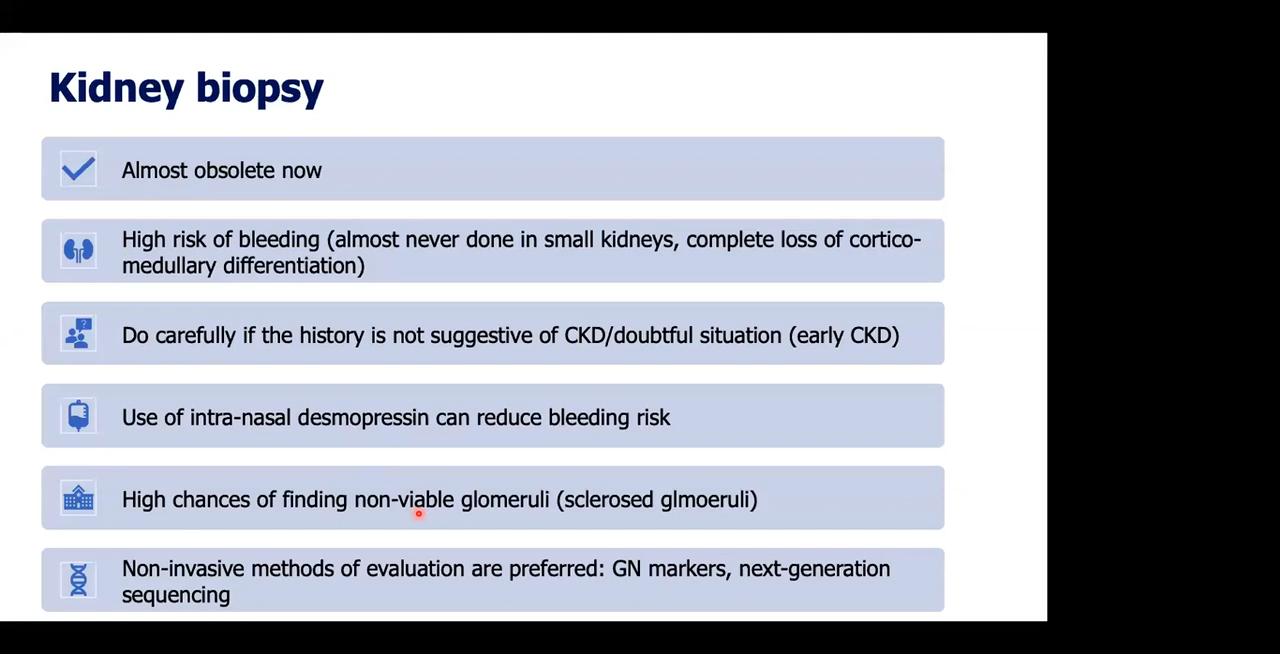 Kidney biopsy
Almost obsolete now
High risk of bleeding (almost never done in small kidneys, complete loss of cortico-
medullary differentiation)
Do carefully if the history is not suggestive of CKD/doubtful situation (early CKD)
Use of intra-nasal desmopressin can reduce bleeding risk
High chances of finding non-viable glomeruli (sclerosed glmoeruli)
Non-invasive methods of evaluation are preferred: GN markers, next-generation
sequencing